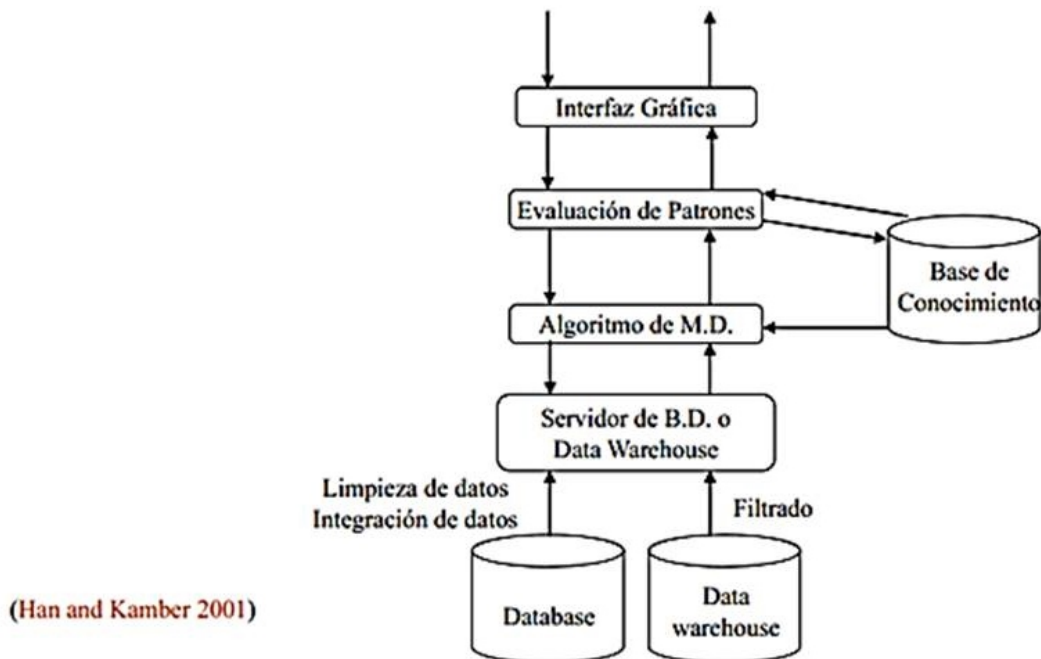 Interfaz Gráfica
Evaluación de Patrones
Base de
Conocimiento
Algoritmo de M.D.
Servidor de B.D. o
Data Warehouse
Limpieza de datos
Integración de datos
Filtrado
Database
Data
warehouse
(Han and Kamber 2001)